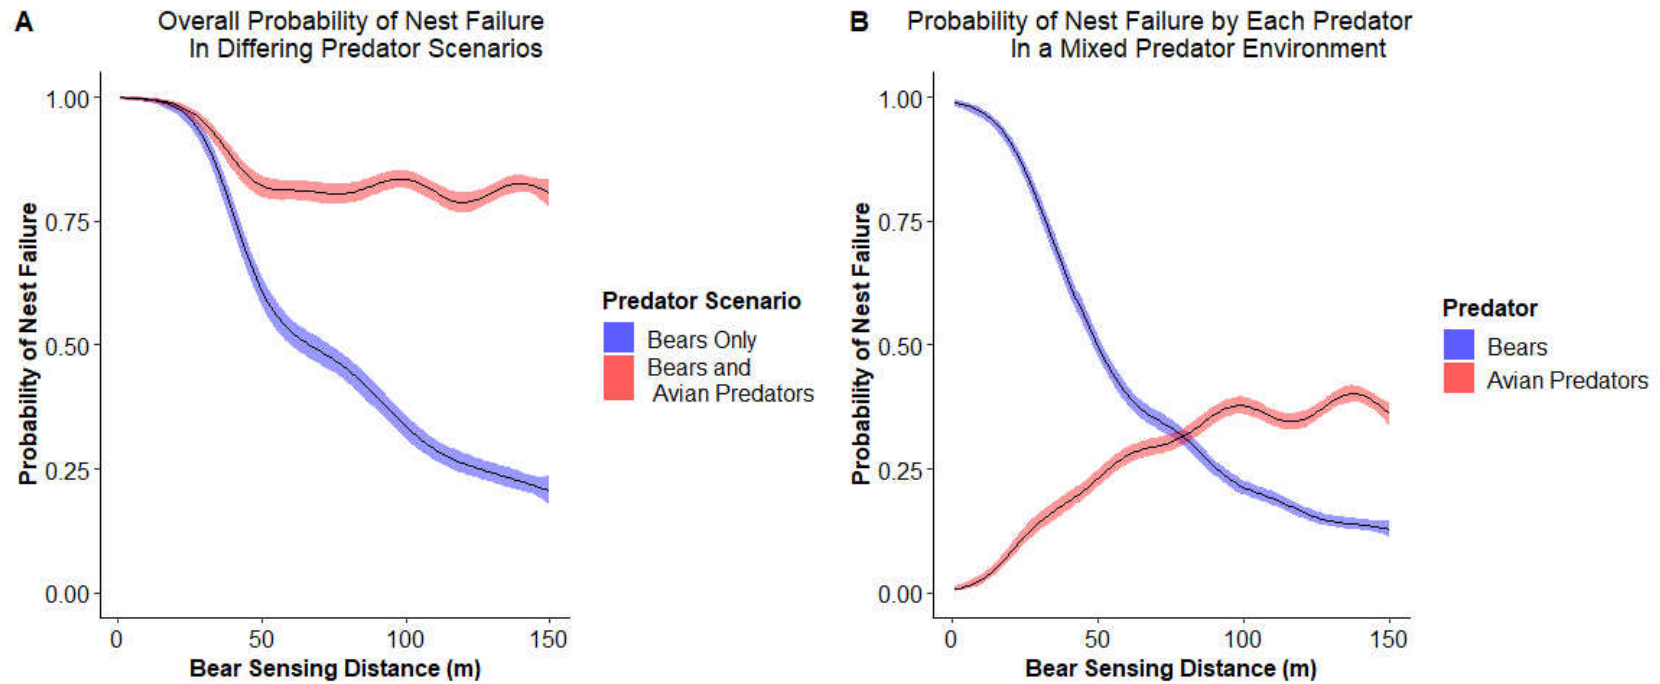 A
Overall Probability of Nest Failure
In Differing Predator Scenarios
1.00
0.75
0.50
0.25
0.00
Probability of Nest Failure
0
50
100
150
Bear Sensing Distance (m)
Predator Scenario
Bears Only
Bears and
Avian Predators
B
Probability of Nest Failure by Each Predator
In a Mixed Predator Environment
1.00
0.75
0.50
0.25
0.00
Probability of Nest Failure
0
50
100
150
Bear Sensing Distance (m)
Predator
Bears
Avian Predators